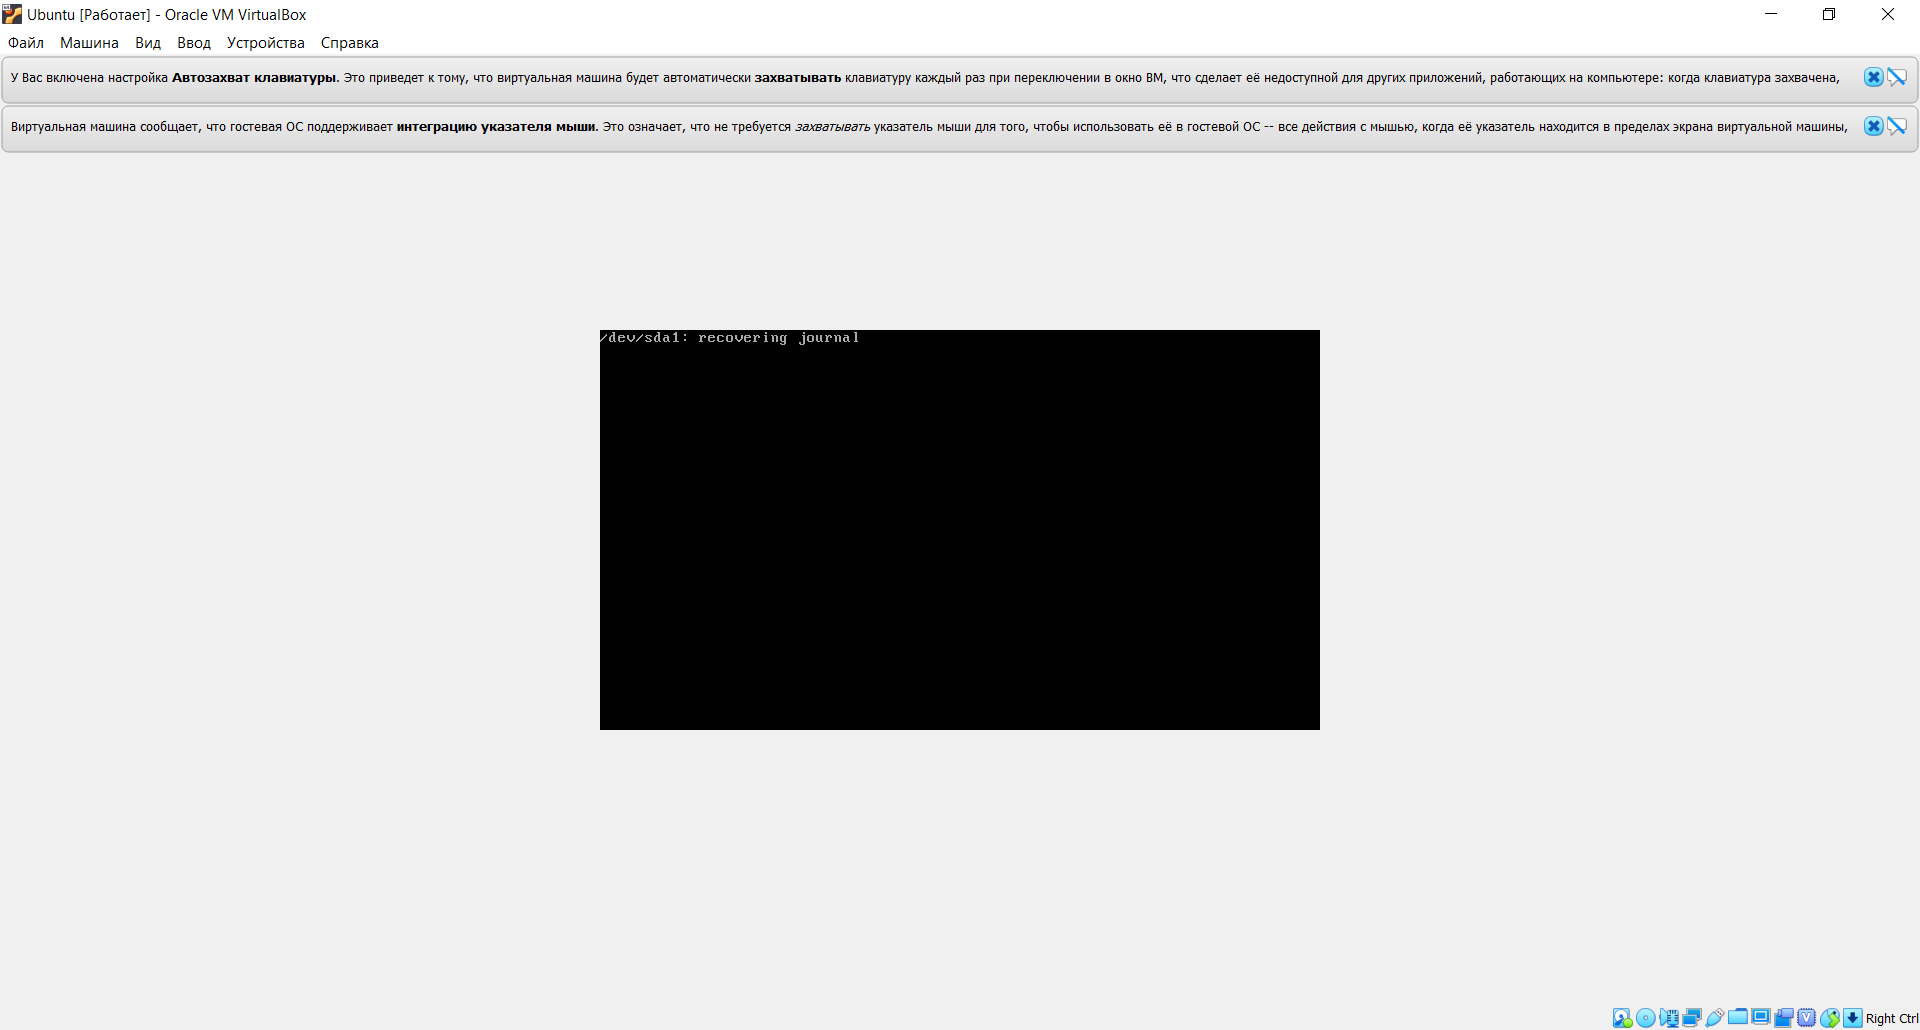 Ubuntu [Работает] - Oracle VM VirtualBox
Файл Машина Вид Ввод Устройства Справка
У Вас включена настройка Автозахват клавиатуры. Это приведет к тому, что виртуальная машина будет автоматически захватывать клавиатуру каждый раз при переключении в окно ВМ, что сделает её недоступной для других приложений, работающих на компьютере: когда клавиатура захвачена,
Виртуальная машина сообщает, что гостевая ОС поддерживает интеграцию указателя мыши. Это означает, что не требуется захватывать указатель мыши для того, чтобы использовать её в гостевой ОС -- все действия с мышью, когда её указатель находится в пределах экрана виртуальной машины,
/dev/sda1: recovering journal
Right Ctrl